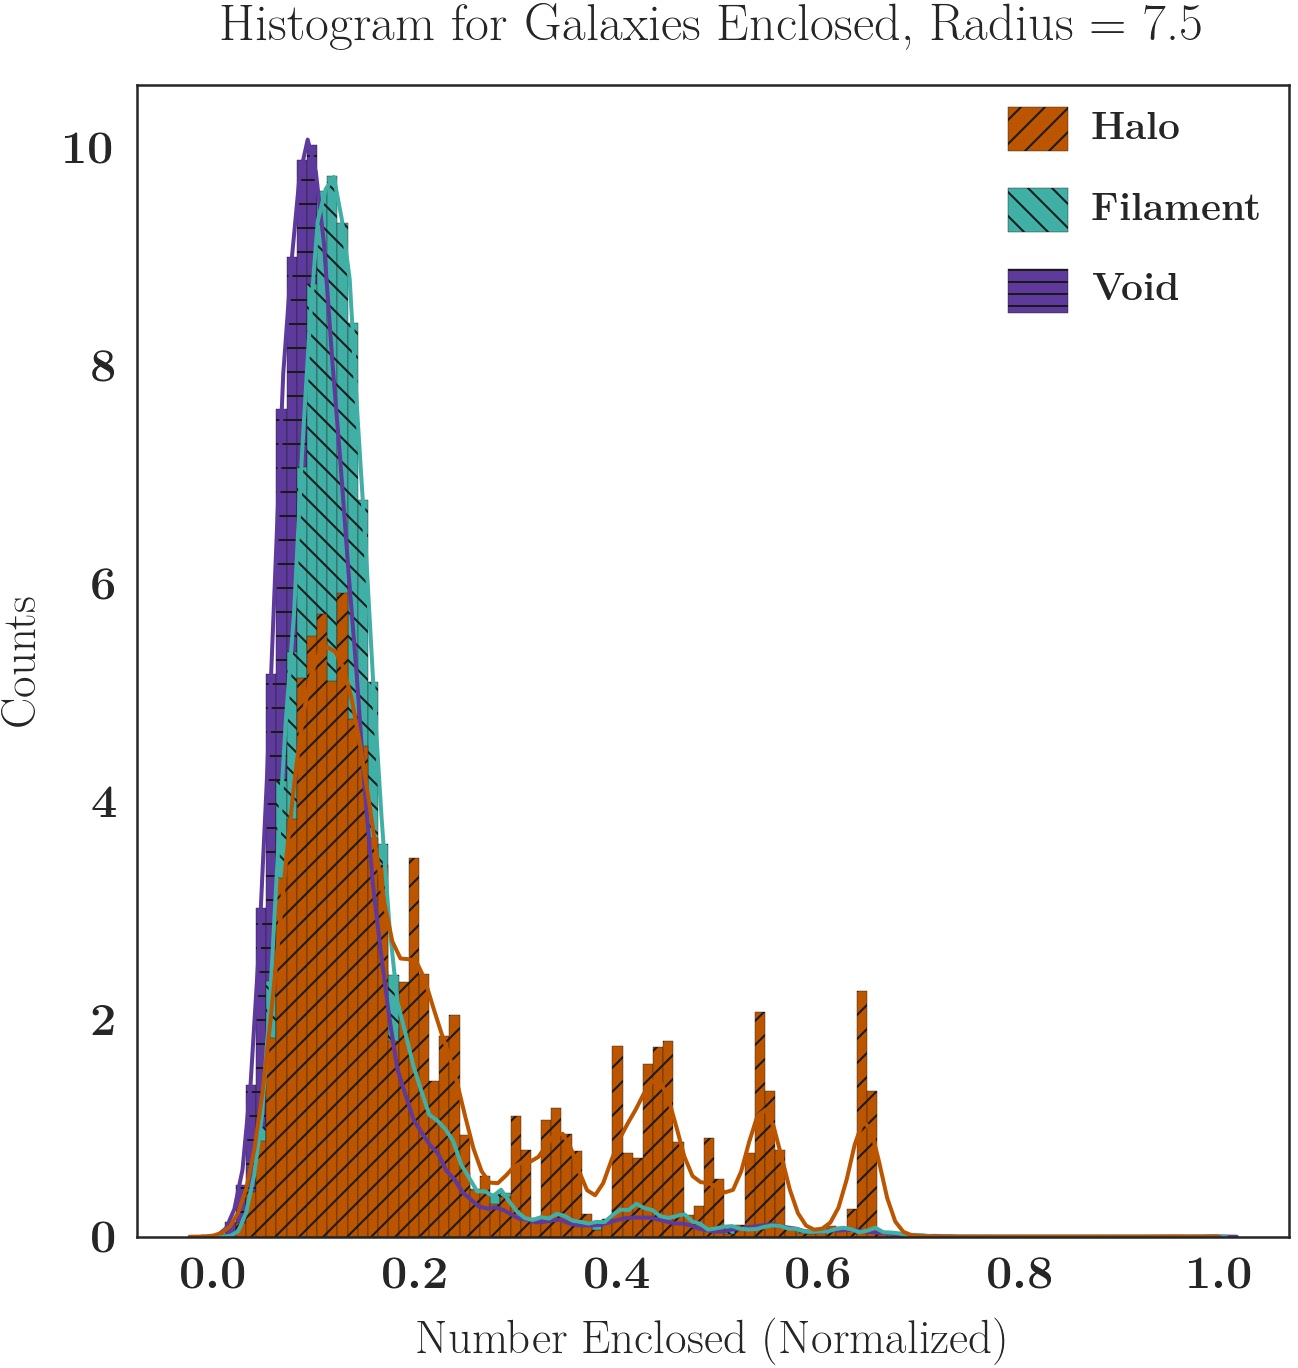 Histogram for Galaxies Enclosed, Radius = 7.5
Halo
Filament
Void
10
8
6
4
2
0
Counts
0.0 0.2 0.4 0.6 0.8 1.0
Number Enclosed (Normalized)